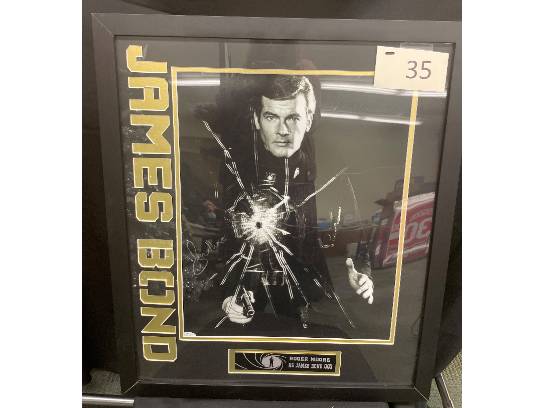 JAMES BOND
35
ROGER MOORE
AS JAMES BOND 007